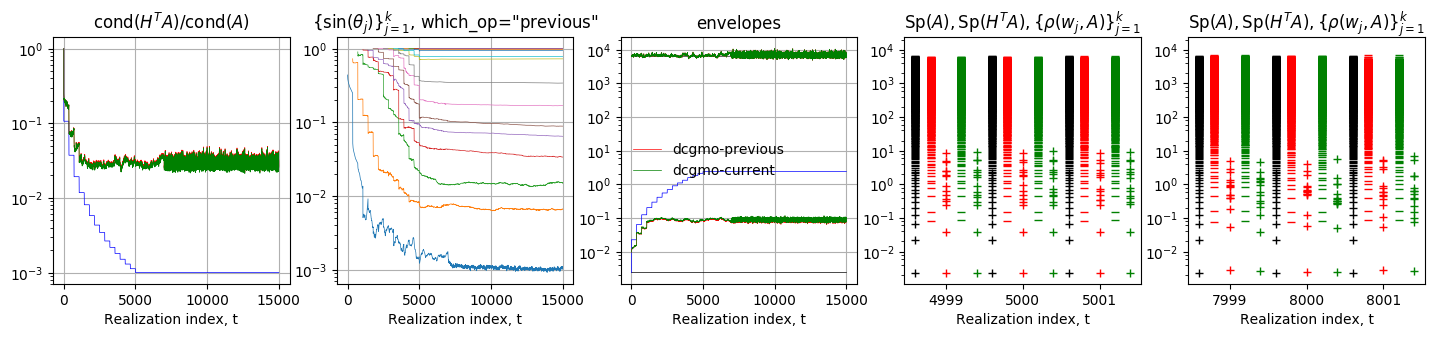 cond(H^T A)/cond(A)
{sin(θ_j)}_{j=1}^k, which_op="previous"
envelopes
Sp(A), Sp(H^T A), {ρ(w_j, A)}_{j=1}^k
Sp(A), Sp(H^T A), {ρ(w_j, A)}_{j=1}^k
10^0
10^{-1}
10^{-2}
10^{-3}
0 5000 10000 15000
Realization index, t
10^0
10^{-1}
10^{-2}
10^{-3}
0 5000 10000 15000
Realization index, t
10^4
10^3
10^2
10^1
10^0
10^{-1}
10^{-2}
dcgmo-previous
dcgmo-current
0 5000 10000 15000
Realization index, t
10^4
10^3
10^2
10^1
10^0
10^{-1}
10^{-2}
4999 5000 5001
Realization index, t
10^4
10^3
10^2
10^1
10^0
10^{-1}
10^{-2}
7999 8000 8001
Realization index, t